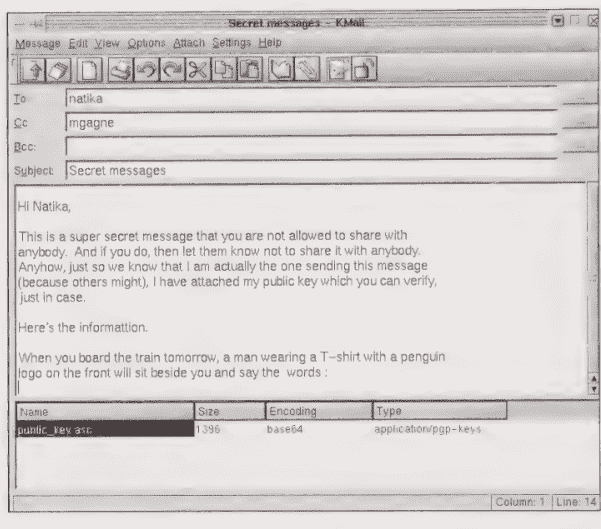 Secret messages - KMail
Message Edit View Options Attach Settings Help
To natika ...
Cc mgagne ...
Bcc: ...
Subject: Secret messages
Hi Natika,
This is a super secret message that you are not allowed to share with
anybody. And if you do, then let them know not to share it with anybody.
Anyhow, just so we know that I am actually the one sending this message
(because others might), I have attached my public key which you can verify,
just in case.
Here's the informattion.
When you board the train tomorrow, a man wearing a T-shirt with a penguin
logo on the front will sit beside you and say the words :
Name Size Encoding Type
public_key.asc 1396 base64 application/pgp-keys
Column: 1 Line: 14